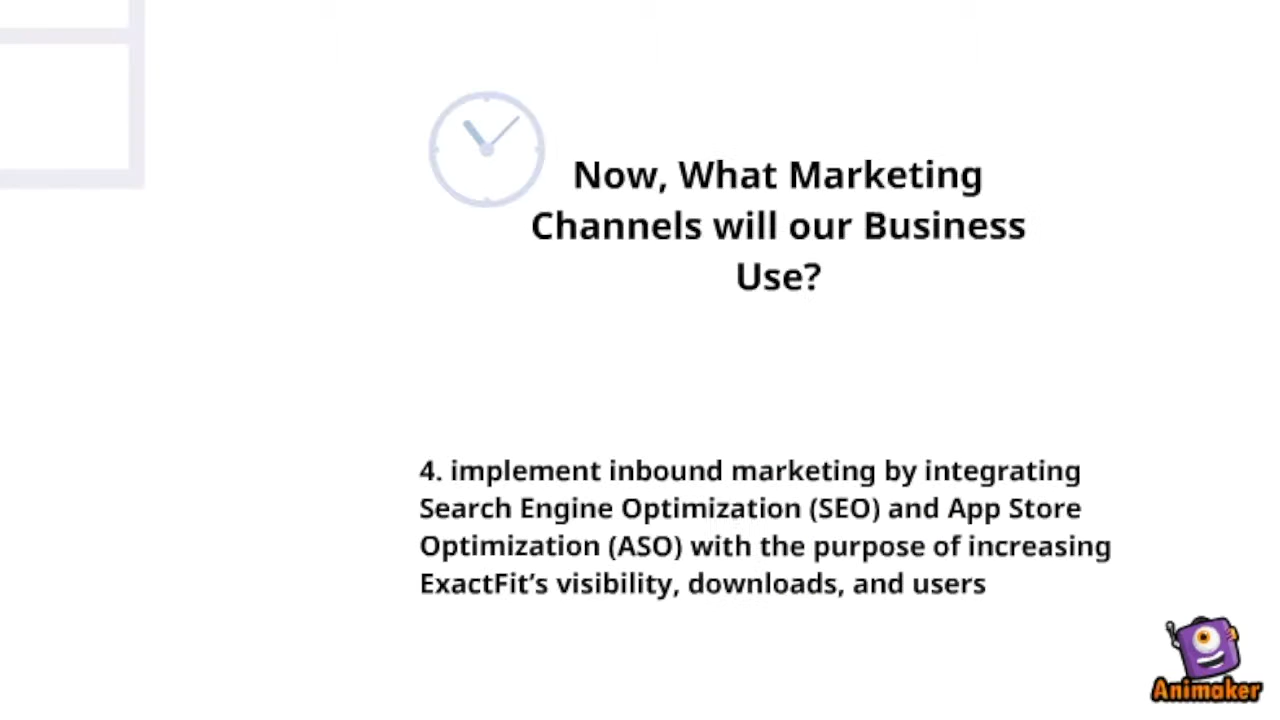 Now, What Marketing
Channels will our Business
Use?
4. implement inbound marketing by integrating
Search Engine Optimization (SEO) and App Store
Optimization (ASO) with the purpose of increasing
ExactFit’s visibility, downloads, and users
Animaker